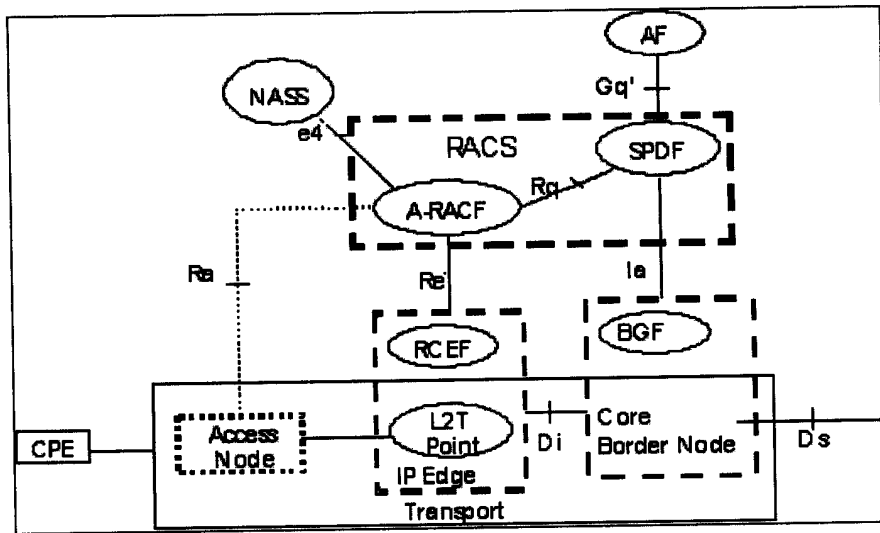 AF
Gq'
NASS
e4
RACS
SPDF
Rq
A-RACF
Ra
Re
Ia
RCEF
BGF
Access
Node
L2T
Point
IP Edge
Di
Core
Border Node
Ds
CPE
Transport